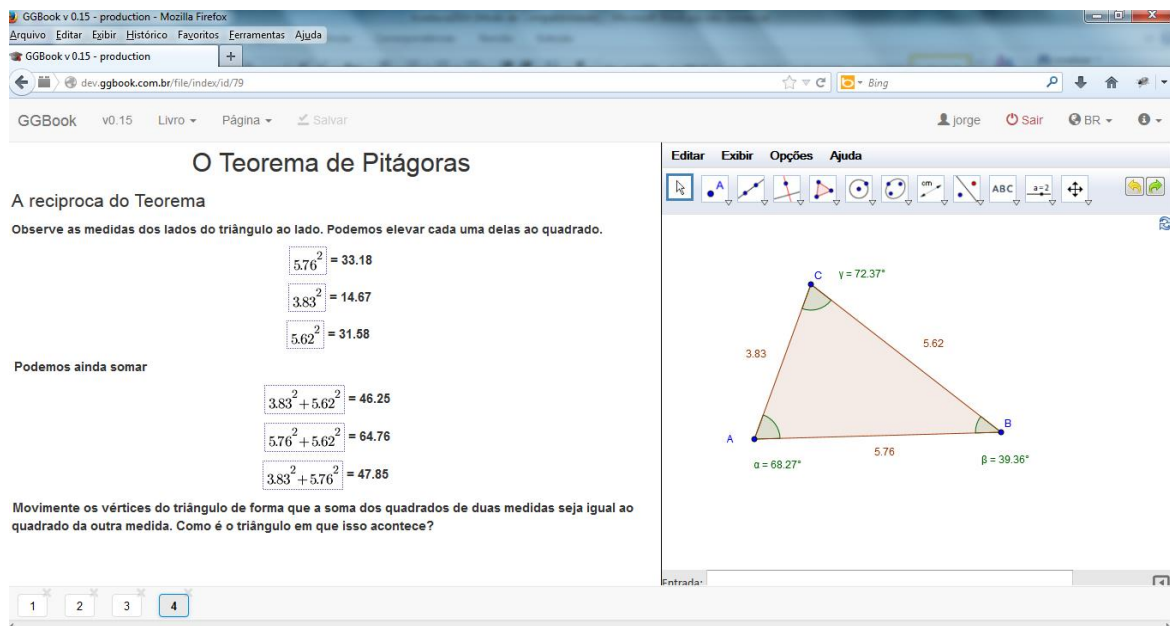 GGBook v 0.15 - production - Mozilla Firefox
Arquivo Editar Exibir Histórico Favoritos Ferramentas Ajuda
GGBook v 0.15 - production +
dev.ggbook.com.br/file/index/id/79 Bing
GGBook v0.15 Livro Página Salvar jorge Sair BR
O Teorema de Pitágoras
A reciproca do Teorema
Observe as medidas dos lados do triângulo ao lado. Podemos elevar cada uma delas ao quadrado.
5.76² = 33.18
3.83² = 14.67
5.62² = 31.58
Podemos ainda somar
3.83² + 5.62² = 46.25
5.76² + 5.62² = 64.76
3.83² + 5.76² = 47.85
Movimente os vértices do triângulo de forma que a soma dos quadrados de duas medidas seja igual ao
quadrado da outra medida. Como é o triângulo em que isso acontece?
1 2 3 4
Editar Exibir Opções Ajuda
A cm ABC a=2
C γ = 72.37°
5.62
3.83
B
A
5.76
β = 39.36°
α = 68.27°
Entrada: